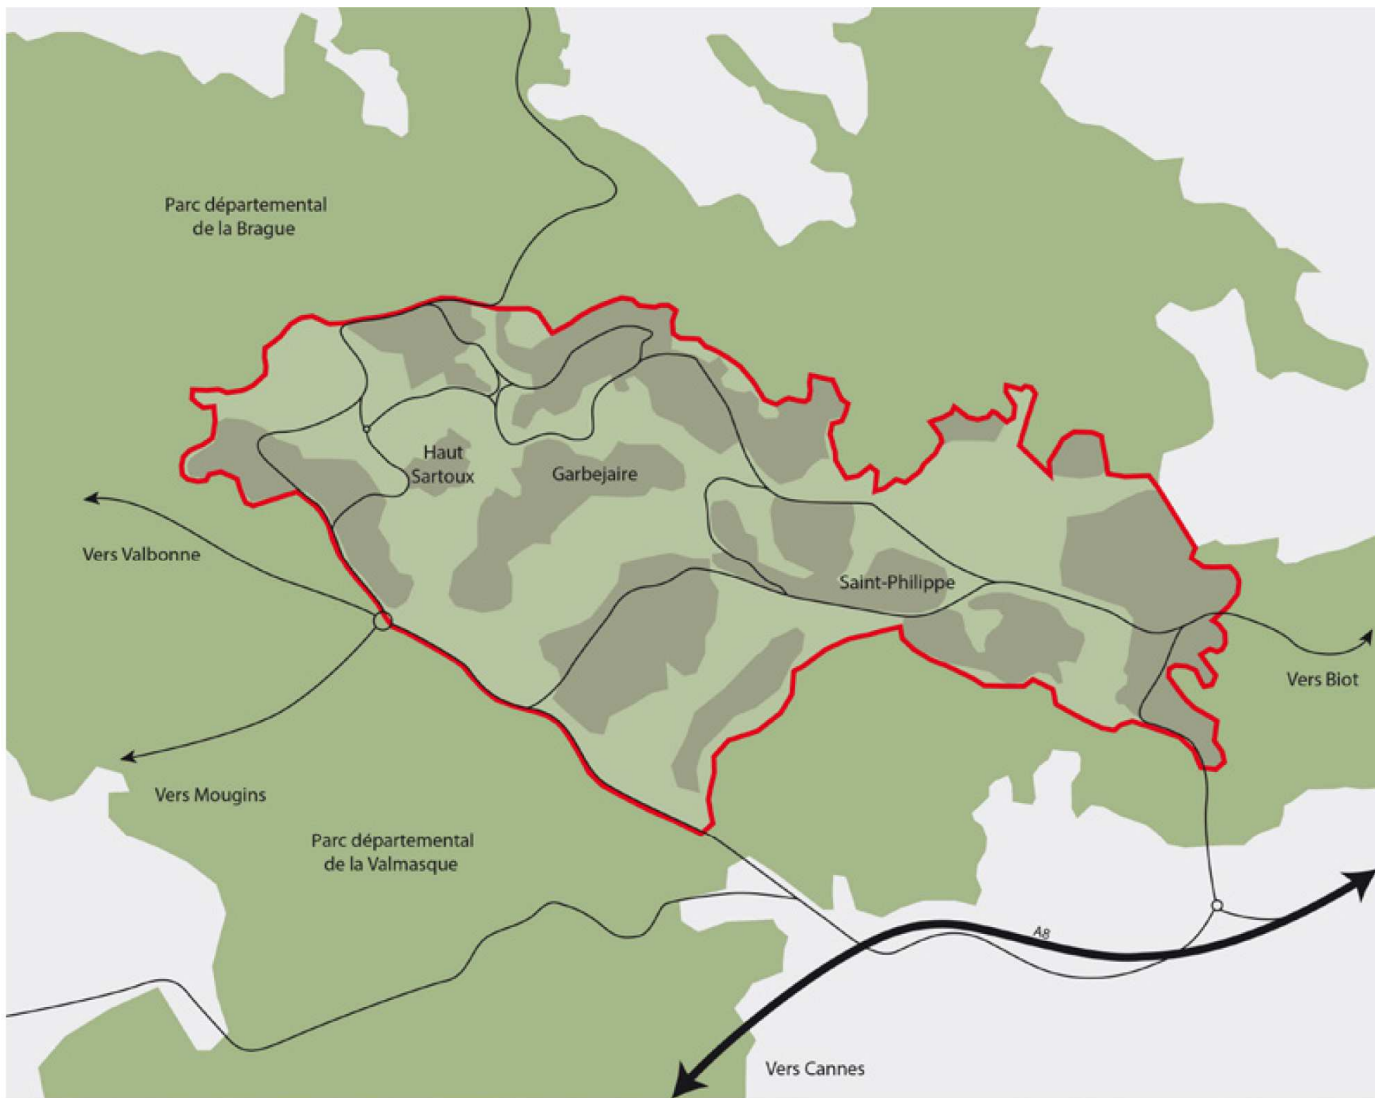 Parc départemental
de la Brague
Haut
Sartoux
Garbejaire
Vers Valbonne
Saint-Philippe
Vers Biot
Vers Mougins
Parc départemental
de la Valmasque
A8
Vers Cannes